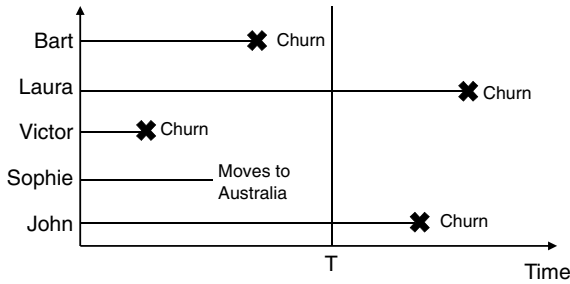 Bart
Churn
Laura
Churn
Victor
Churn
Sophie
Moves to
Australia
John
Churn
T
Time